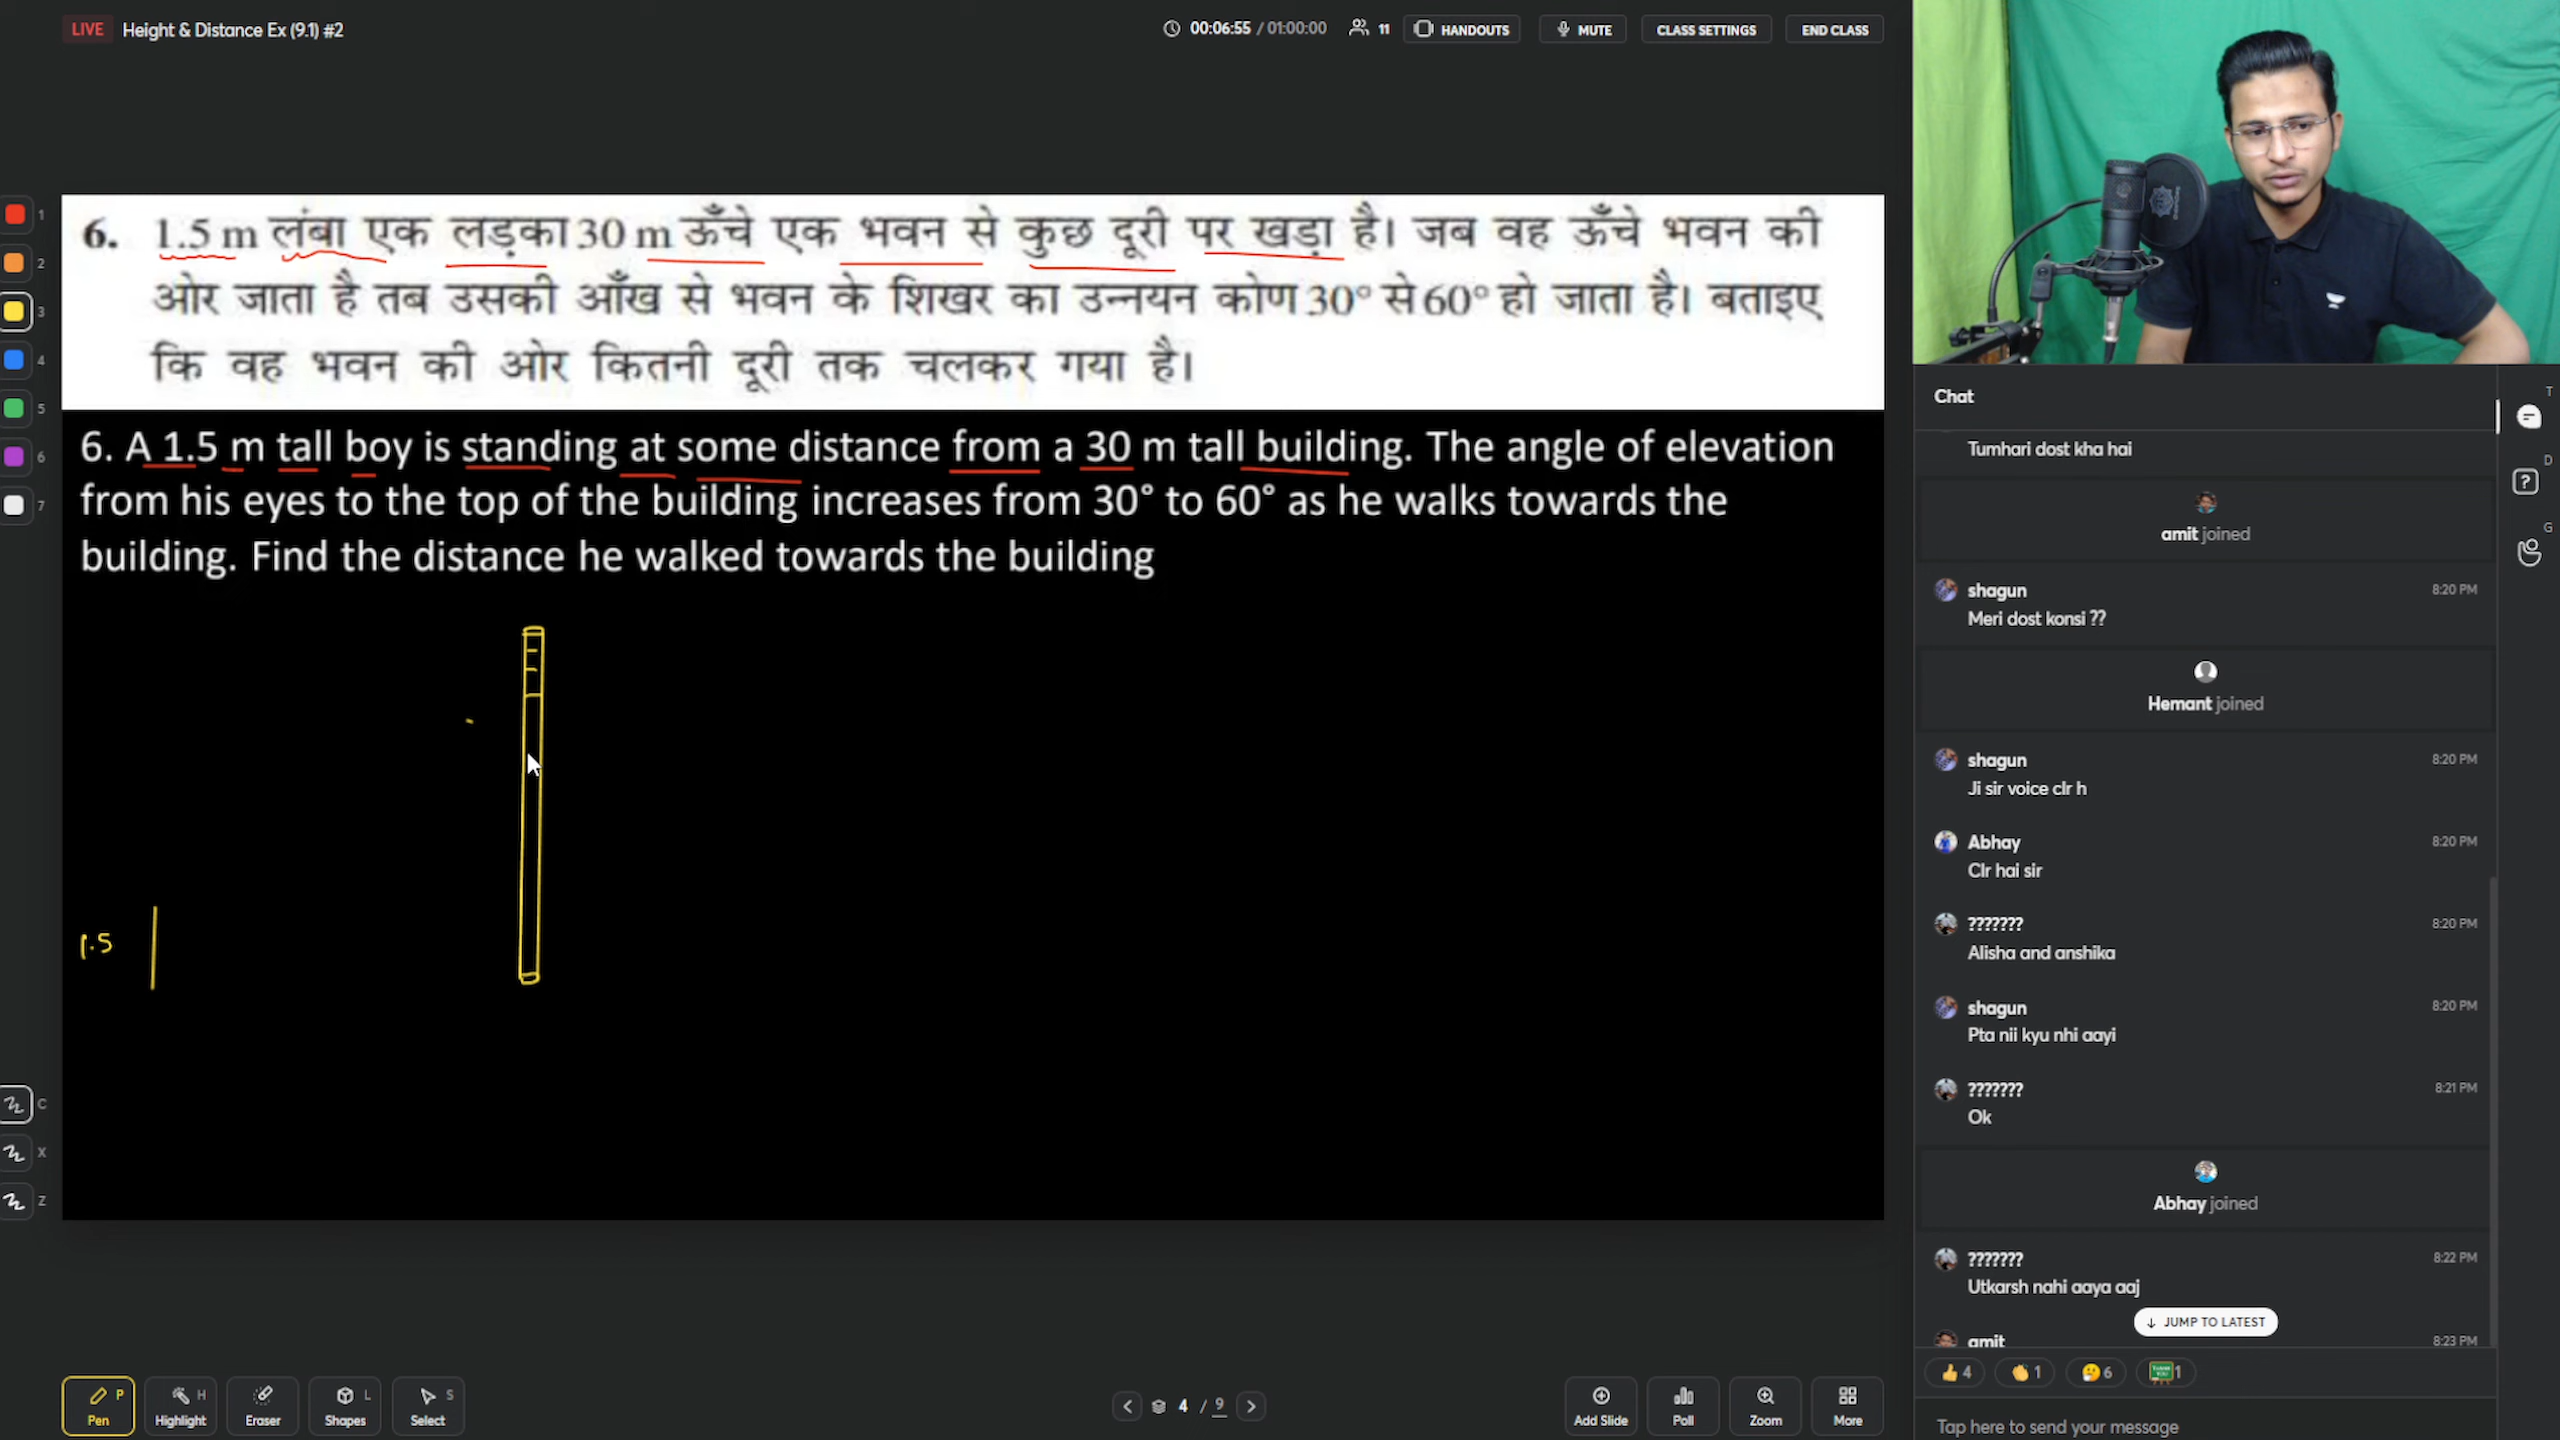 LIVE Height & Distance Ex (9.1) #2
00:06:55 / 01:00:00 11 HANDOUTS MUTE CLASS SETTINGS END CLASS
6. 1.5 m लंबा एक लड़का 30 m ऊँचे एक भवन से कुछ दूरी पर खड़ा है। जब वह ऊँचे भवन की
ओर जाता है तब उसकी आँख से भवन के शिखर का उन्नयन कोण 30° से 60° हो जाता है। बताइए
कि वह भवन की ओर कितनी दूरी तक चलकर गया है।
6. A 1.5 m tall boy is standing at some distance from a 30 m tall building. The angle of elevation
from his eyes to the top of the building increases from 30° to 60° as he walks towards the
building. Find the distance he walked towards the building
1.5
1
2
3
4
5
6
7
C
X
Z
Pen P
Highlight H
Eraser
Shapes L
Select S
4 / 9
Add Slide
Poll
Zoom
More
Chat
Tumhari dost kha hai
amit joined
shagun 8:20 PM
Meri dost konsi ??
Hemant joined
shagun 8:20 PM
Ji sir voice clr h
Abhay 8:20 PM
Clr hai sir
??????? 8:20 PM
Alisha and anshika
shagun 8:20 PM
Pta nii kyu nhi aayi
??????? 8:21 PM
Ok
Abhay joined
??????? 8:22 PM
Utkarsh nahi aaya aaj
JUMP TO LATEST
amit 8:23 PM
4 1 6 1
Tap here to send your message
T
D
?
G